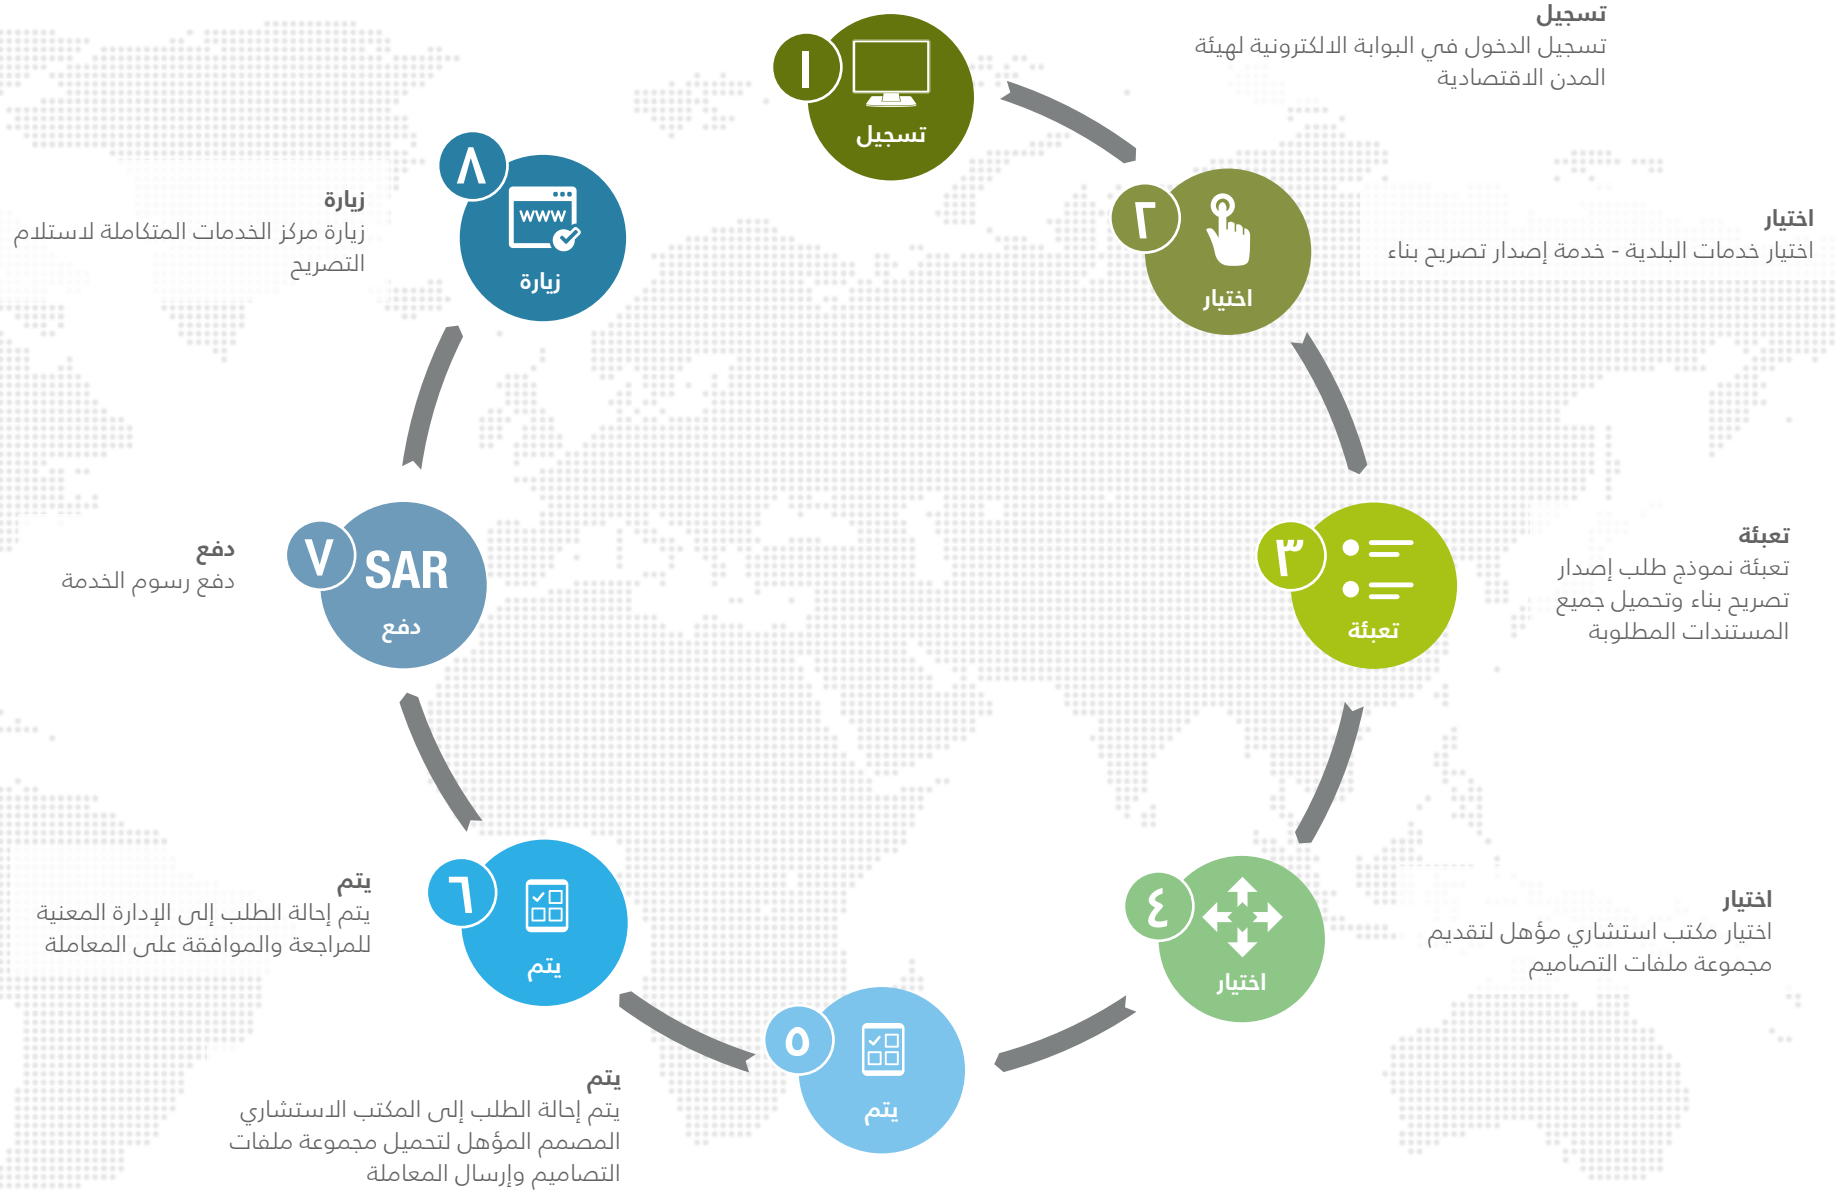 تسجيل
تسجيل الدخول في البوابة الالكترونية لهيئة
المدن الاقتصادية
١
تسجيل
اختيار
اختيار خدمات البلدية - خدمة إصدار تصريح بناء
٢
اختيار
تعبئة
تعبئة نموذج طلب إصدار
تصريح بناء وتحميل جميع
المستندات المطلوبة
٣
تعبئة
اختيار
اختيار مكتب استشاري مؤهل لتقديم
مجموعة ملفات التصاميم
٤
اختيار
يتم
يتم إحالة الطلب إلى المكتب الاستشاري
المصمم المؤهل لتحميل مجموعة ملفات
التصاميم وإرسال المعاملة
٥
يتم
يتم
يتم إحالة الطلب إلى الإدارة المعنية
للمراجعة والموافقة على المعاملة
٦
يتم
دفع
دفع رسوم الخدمة
٧
SAR
دفع
زيارة
زيارة مركز الخدمات المتكاملة لاستلام
التصريح
٨
www
زيارة